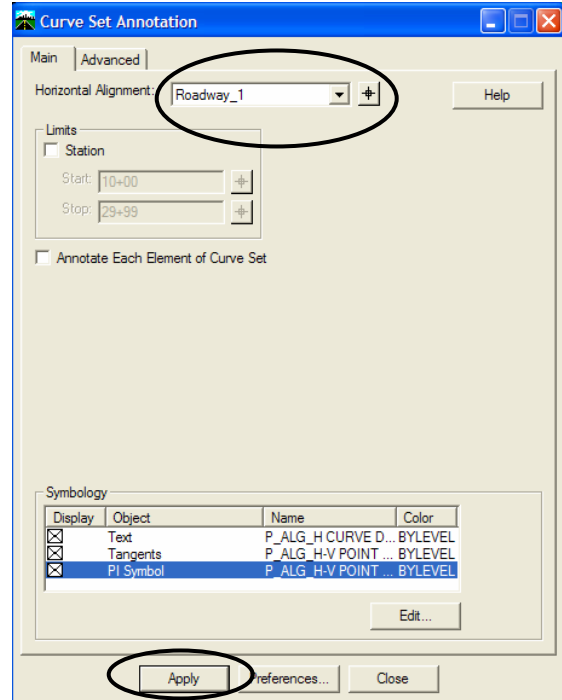 Curve Set Annotation
Main Advanced
Horizontal Alignment: Roadway_1 Help
Limits
Station
Start: 10+00
Stop: 29+99
Annotate Each Element of Curve Set
Symbology
Display Object Name Color
Text P_ALG_H CURVE D... BYLEVEL
Tangents P_ALG_H-V POINT ... BYLEVEL
PI Symbol P_ALG_H-V POINT ... BYLEVEL
Edit...
Apply Preferences... Close